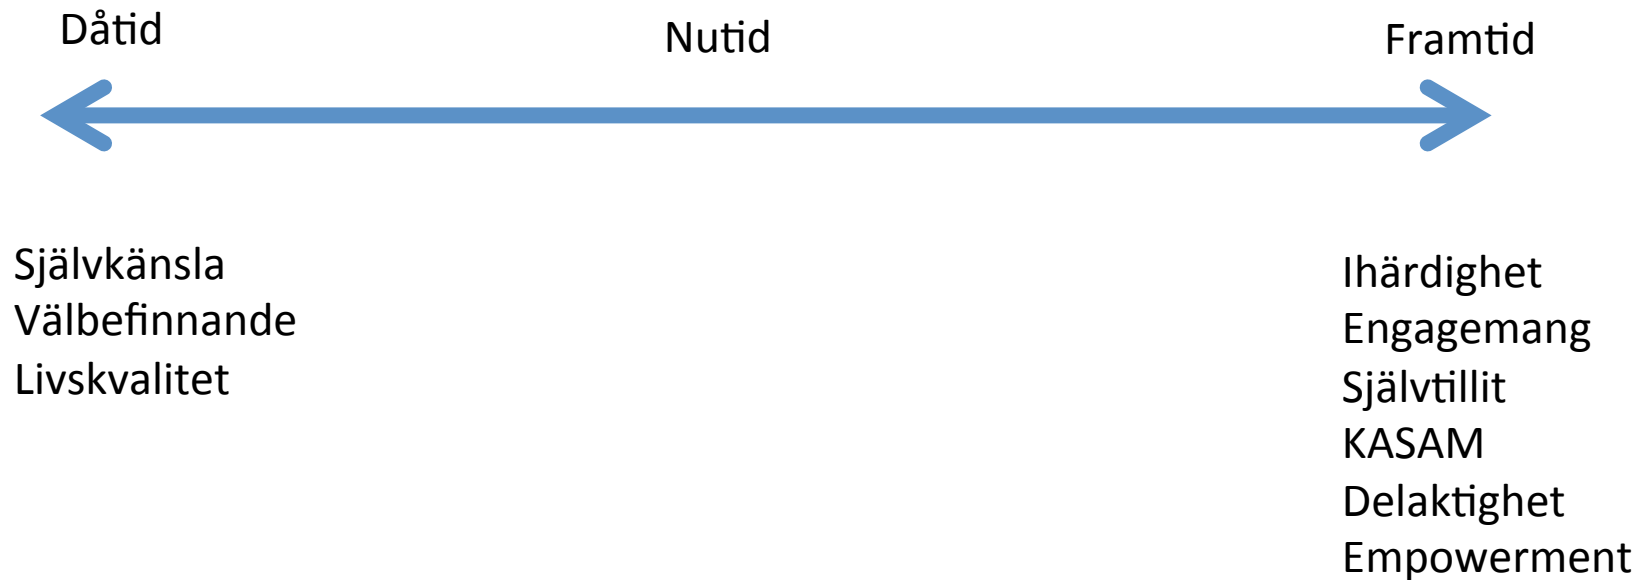 Dåtid
Nutid
Framtid
Självkänsla
Välbefinnande
Livskvalitet
Ihärdighet
Engagemang
Självtillit
KASAM
Delaktighet
Empowerment